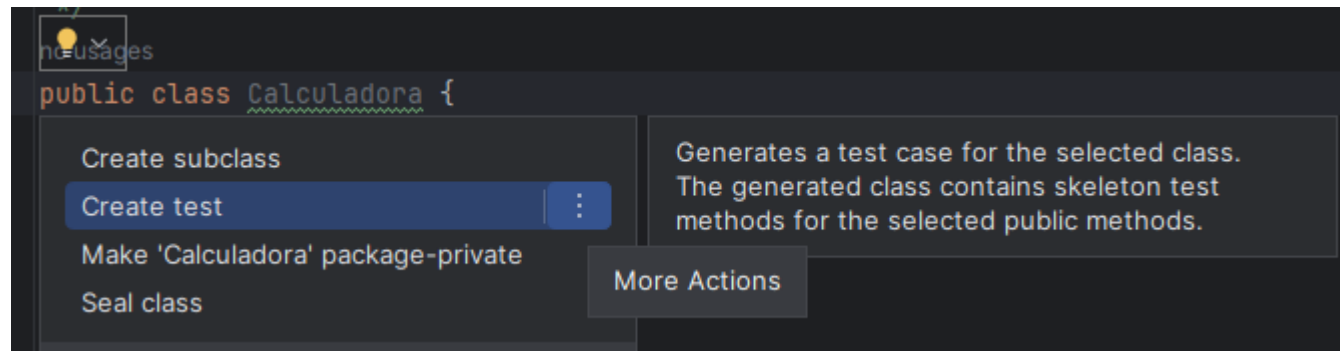 */
no usages
public class Calculadora {
Create subclass
Create test
Make 'Calculadora' package-private
Seal class
Generates a test case for the selected class.
The generated class contains skeleton test
methods for the selected public methods.
More Actions